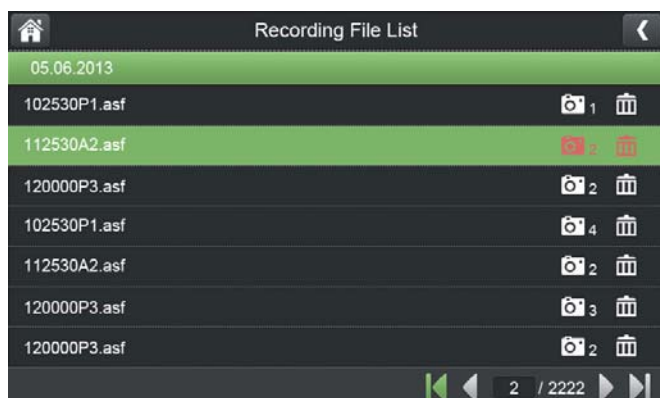 Recording File List
05.06.2013
102530P1.asf 1
112530A2.asf 2
120000P3.asf 2
102530P1.asf 4
112530A2.asf 2
120000P3.asf 3
120000P3.asf 2
2 / 2222